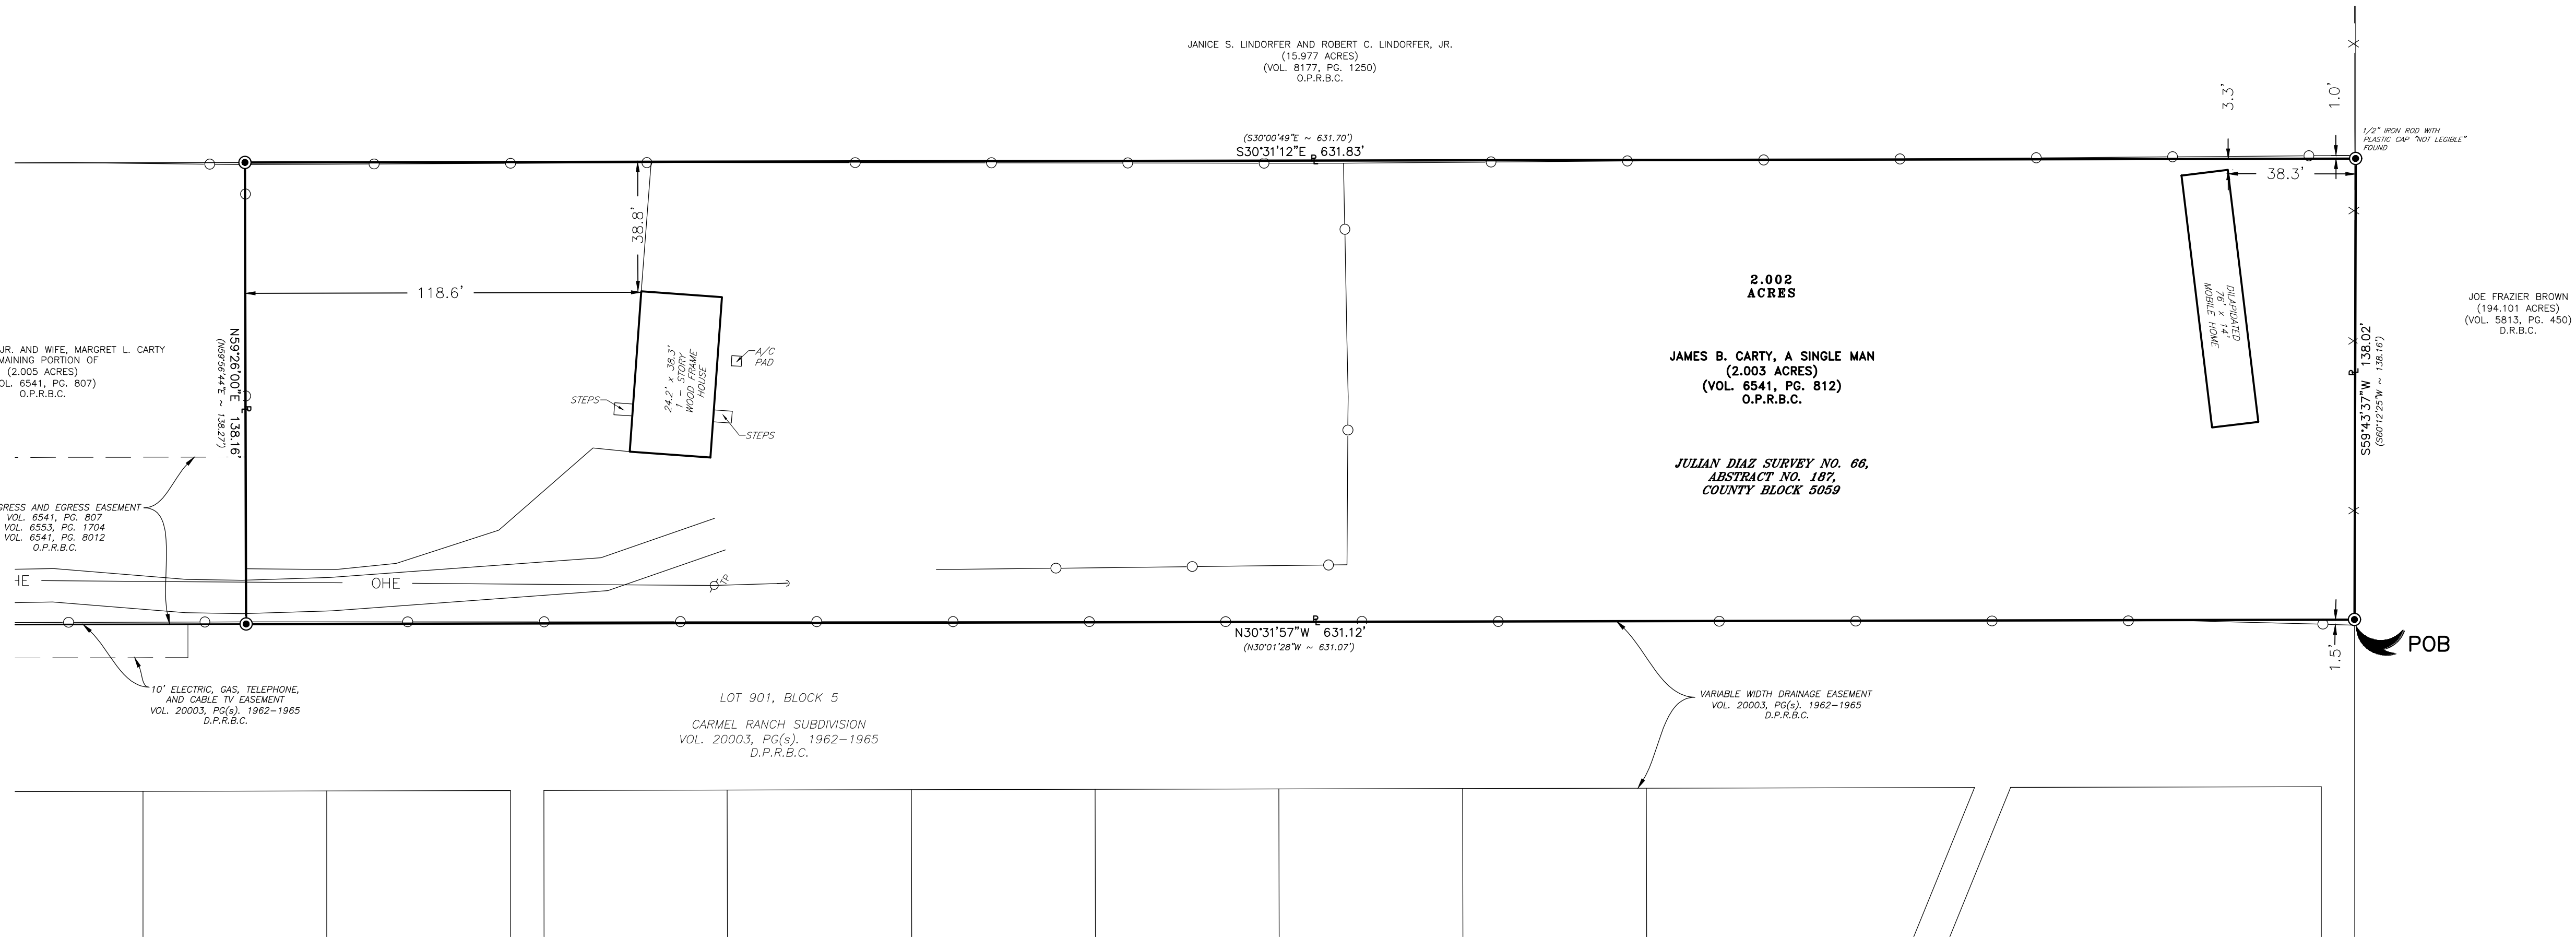 JANICE S. LINDORFER AND ROBERT C. LINDORFER, JR.
(15.977 ACRES)
(VOL. 8177, PG. 1250)
O.P.R.B.C.
3.3'
1.0'
1/2" IRON ROD WITH
PLASTIC CAP "NOT LEGIBLE"
FOUND
(S30°00'49"E ~ 631.70')
S30°31'12"E 631.83'
38.3'
38.8'
118.6'
2.002
ACRES
DILAPIDATED
76' x 14'
MOBILE HOME
JOE FRAZIER BROWN
(194.101 ACRES)
(VOL. 5813, PG. 450)
D.R.B.C.
JR. AND WIFE, MARGRET L. CARTY
MAINING PORTION OF
(2.005 ACRES)
OL. 6541, PG. 807)
O.P.R.B.C.
N59°26'00"E 138.16'
(N59°56'44"E ~ 138.27')
24.2' x 38.3'
1 - STORY
WOOD FRAME
HOUSE
A/C
PAD
STEPS
STEPS
JAMES B. CARTY, A SINGLE MAN
(2.003 ACRES)
(VOL. 6541, PG. 812)
O.P.R.B.C.
S59°43'37"W 138.02'
(S60°12'25"W ~ 138.16')
JULIAN DIAZ SURVEY NO. 66,
ABSTRACT NO. 187,
COUNTY BLOCK 5059
GRESS AND EGRESS EASEMENT
VOL. 6541, PG. 807
VOL. 6553, PG. 1704
VOL. 6541, PG. 8012
O.P.R.B.C.
HE
OHE
TP
N30°31'57"W 631.12'
(N30°01'28"W ~ 631.07')
1.5'
POB
10' ELECTRIC, GAS, TELEPHONE,
AND CABLE TV EASEMENT
VOL. 20003, PG(s). 1962-1965
D.P.R.B.C.
LOT 901, BLOCK 5
CARMEL RANCH SUBDIVISION
VOL. 20003, PG(s). 1962-1965
D.P.R.B.C.
VARIABLE WIDTH DRAINAGE EASEMENT
VOL. 20003, PG(s). 1962-1965
D.P.R.B.C.